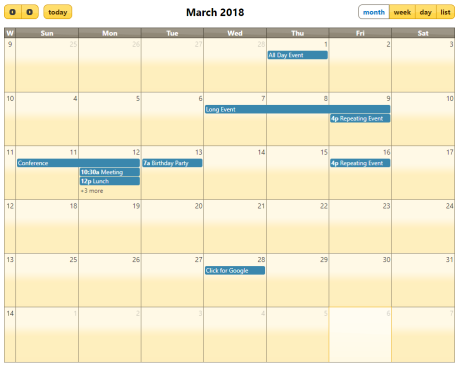 today
March 2018
month week day list
W Sun Mon Tue Wed Thu Fri Sat
9 25 26 27 28 1 2 3
All Day Event
10 4 5 6 7 8 9 10
Long Event
4p Repeating Event
11 11 12 13 14 15 16 17
Conference 7a Birthday Party 4p Repeating Event
10:30a Meeting
12p Lunch
+3 more
12 18 19 20 21 22 23 24
13 25 26 27 28 29 30 31
Click for Google
14 1 2 3 4 5 6 7